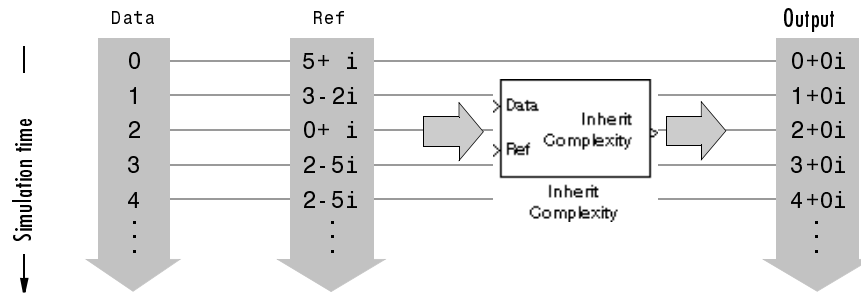 Data Ref Output
0 5+ i 0+0i
1 3-2i 1+0i
2 0+ i 2+0i
3 2-5i 3+0i
4 2-5i 4+0i
Simulation time
Data
Ref
Inherit
Complexity
Inherit
Complexity